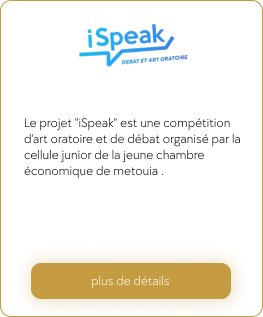 iSpeak
DEBAT ET ART ORATOIRE
Le projet "iSpeak" est une compétition
d'art oratoire et de débat organisé par la
cellule junior de la jeune chambre
économique de metouia .
plus de détails